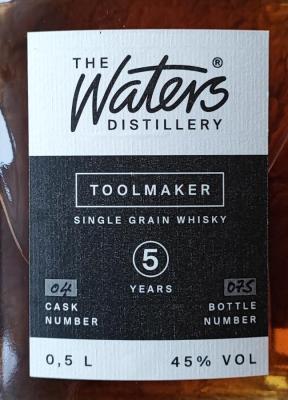 THE ®
Waters
DISTILLERY
TOOLMAKER
SINGLE GRAIN WHISKY
5
YEARS
04 075
CASK BOTTLE
NUMBER NUMBER
0,5 L 45% VOL